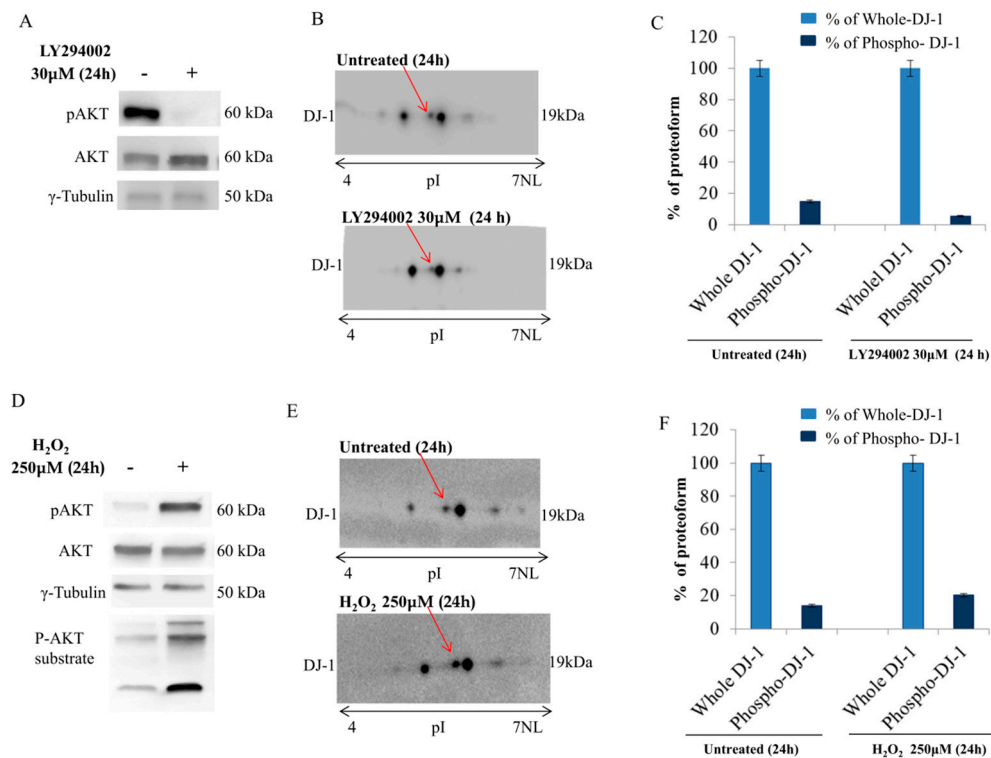 A
LY294002
30µM (24h)
- +
pAKT
60 kDa
AKT
60 kDa
γ-Tubulin
50 kDa
B
Untreated (24h)
DJ-1
19kDa
4 pI 7NL
LY294002 30µM (24 h)
DJ-1
19kDa
4 pI 7NL
C
% of Whole-DJ-1
% of Phospho- DJ-1
% of proteoform
120
100
80
60
40
20
0
Whole DJ-1
Phospho-DJ-1
Wholel DJ-1
Phospho-DJ-1
Untreated (24h)
LY294002 30µM (24 h)
D
H₂O₂
250µM (24h)
- +
pAKT
60 kDa
AKT
60 kDa
γ-Tubulin
50 kDa
P-AKT
substrate
E
Untreated (24h)
DJ-1
19kDa
4 pI 7NL
H₂O₂ 250µM (24h)
DJ-1
19kDa
4 pI 7NL
F
% of Whole-DJ-1
% of Phospho- DJ-1
% of proteoform
120
100
80
60
40
20
0
Whole DJ-1
Phospho-DJ-1
Whole DJ-1
Phospho-DJ-1
Untreated (24h)
H₂O₂ 250µM (24h)